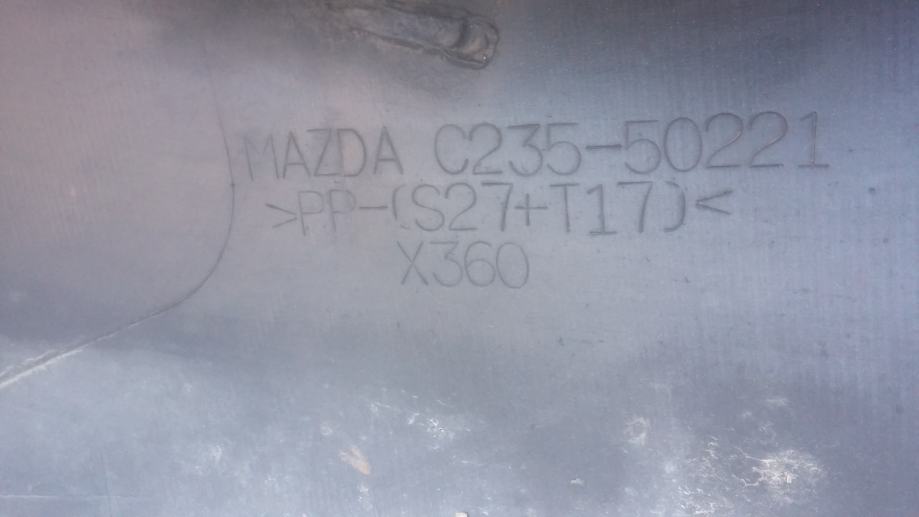 MAZDA C235-50221
>PP-(S27+T17)<
X360